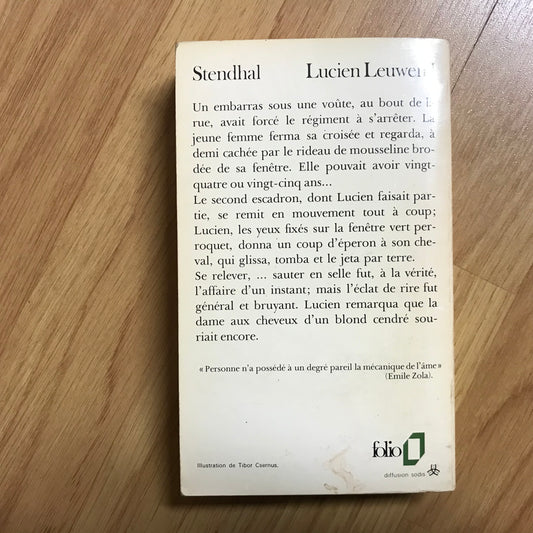 Stendhal Lucien Leuwen
Un embarras sous une voûte, au bout de la
rue, avait forcé le régiment à s'arrêter. La
jeune femme ferma sa croisée et regarda, à
demi cachée par le rideau de mousseline bro-
dée de sa fenêtre. Elle pouvait avoir vingt-
quatre ou vingt-cinq ans...
Le second escadron, dont Lucien faisait par-
tie, se remit en mouvement tout à coup;
Lucien, les yeux fixés sur la fenêtre vert per-
roquet, donna un coup d'éperon à son che-
val, qui glissa, tomba et le jeta par terre.
Se relever, ... sauter en selle fut, à la vérité,
l'affaire d'un instant; mais l'éclat de rire fut
général et bruyant. Lucien remarqua que la
dame aux cheveux d'un blond cendré sou-
riait encore.
« Personne n'a possédé à un degré pareil la mécanique de l'âme »
(Emile Zola).
folio
Illustration de Tibor Csernus.
diffusion sodis